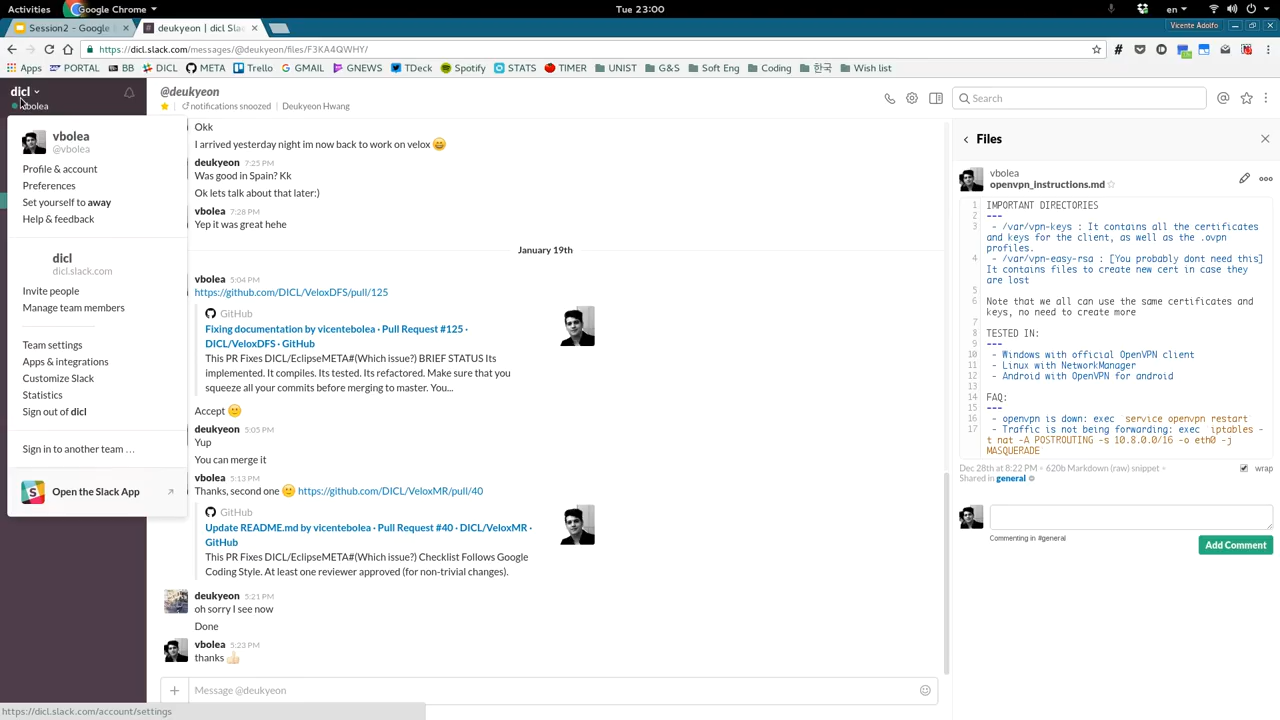 Activities
Google Chrome
Tue 23:00
en
Session2 - Google
deukyeon | dicl Sla
Vicente Adolfo
https://dicl.slack.com/messages/@deukyeon/files/F3KA4QWHY/
Apps
PORTAL
BB
DICL
META
Trello
GMAIL
GNEWS
TDeck
Spotify
STATS
TIMER
UNIST
G&S
Soft Eng
Coding
한국
Wish list
dicl
vbolea
vbolea
@vbolea
Profile & account
Preferences
Set yourself to away
Help & feedback
dicl
dicl.slack.com
Invite people
Manage team members
Team settings
Apps & integrations
Customize Slack
Statistics
Sign out of dicl
Sign in to another team …
Open the Slack App
https://dicl.slack.com/account/settings
@deukyeon
notifications snoozed
Deukyeon Hwang
Search
Okk
I arrived yesterday night im now back to work on velox
deukyeon 7:25 PM
Was good in Spain? Kk
Ok lets talk about that later:)
vbolea 7:28 PM
Yep it was great hehe
January 19th
vbolea 5:04 PM
https://github.com/DICL/VeloxDFS/pull/125
GitHub
Fixing documentation by vicentebolea · Pull Request #125 ·
DICL/VeloxDFS · GitHub
This PR Fixes DICL/EclipseMETA#(Which issue?) BRIEF STATUS Its
implemented. It compiles. Its tested. Its refactored. Make sure that you
squeeze all your commits before merging to master. You...
Accept
deukyeon 5:05 PM
Yup
You can merge it
vbolea 5:13 PM
Thanks, second one https://github.com/DICL/VeloxMR/pull/40
GitHub
Update README.md by vicentebolea · Pull Request #40 · DICL/VeloxMR ·
GitHub
This PR Fixes DICL/EclipseMETA#(Which issue?) Checklist Follows Google
Coding Style. At least one reviewer approved (for non-trivial changes).
deukyeon 5:21 PM
oh sorry I see now
Done
vbolea 5:23 PM
thanks
Message @deukyeon
Files
vbolea
openvpn_instructions.md
1 IMPORTANT DIRECTORIES
2 ---
3 - /var/vpn-keys : It contains all the certificates
and keys for the client, as well as the .ovpn
profiles.
4 - /var/vpn-easy-rsa : [You probably dont need this]
It contains files to create new cert in case they
are lost
5
6 Note that we all can use the same certificates and
keys, no need to create more
7
8 TESTED IN:
9 ---
10 - Windows with official OpenVPN client
11 - Linux with NetworkManager
12 - Android with OpenVPN for android
13
14 FAQ:
15 ---
16 - openvpn is down: exec `service openvpn restart`
17 - Traffic is not being forwarding: exec `iptables -
t nat -A POSTROUTING -s 10.8.0.0/16 -o eth0 -j
MASQUERADE`
Dec 28th at 8:22 PM • 620b Markdown (raw) snippet •
wrap
Shared in general
Commenting in #general
Add Comment